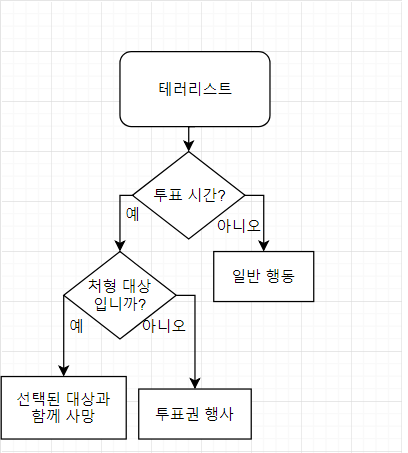 테러리스트
투표 시간?
예
아니오
처형 대상
입니까?
일반 행동
예
아니오
선택된 대상과
함께 사망
투표권 행사